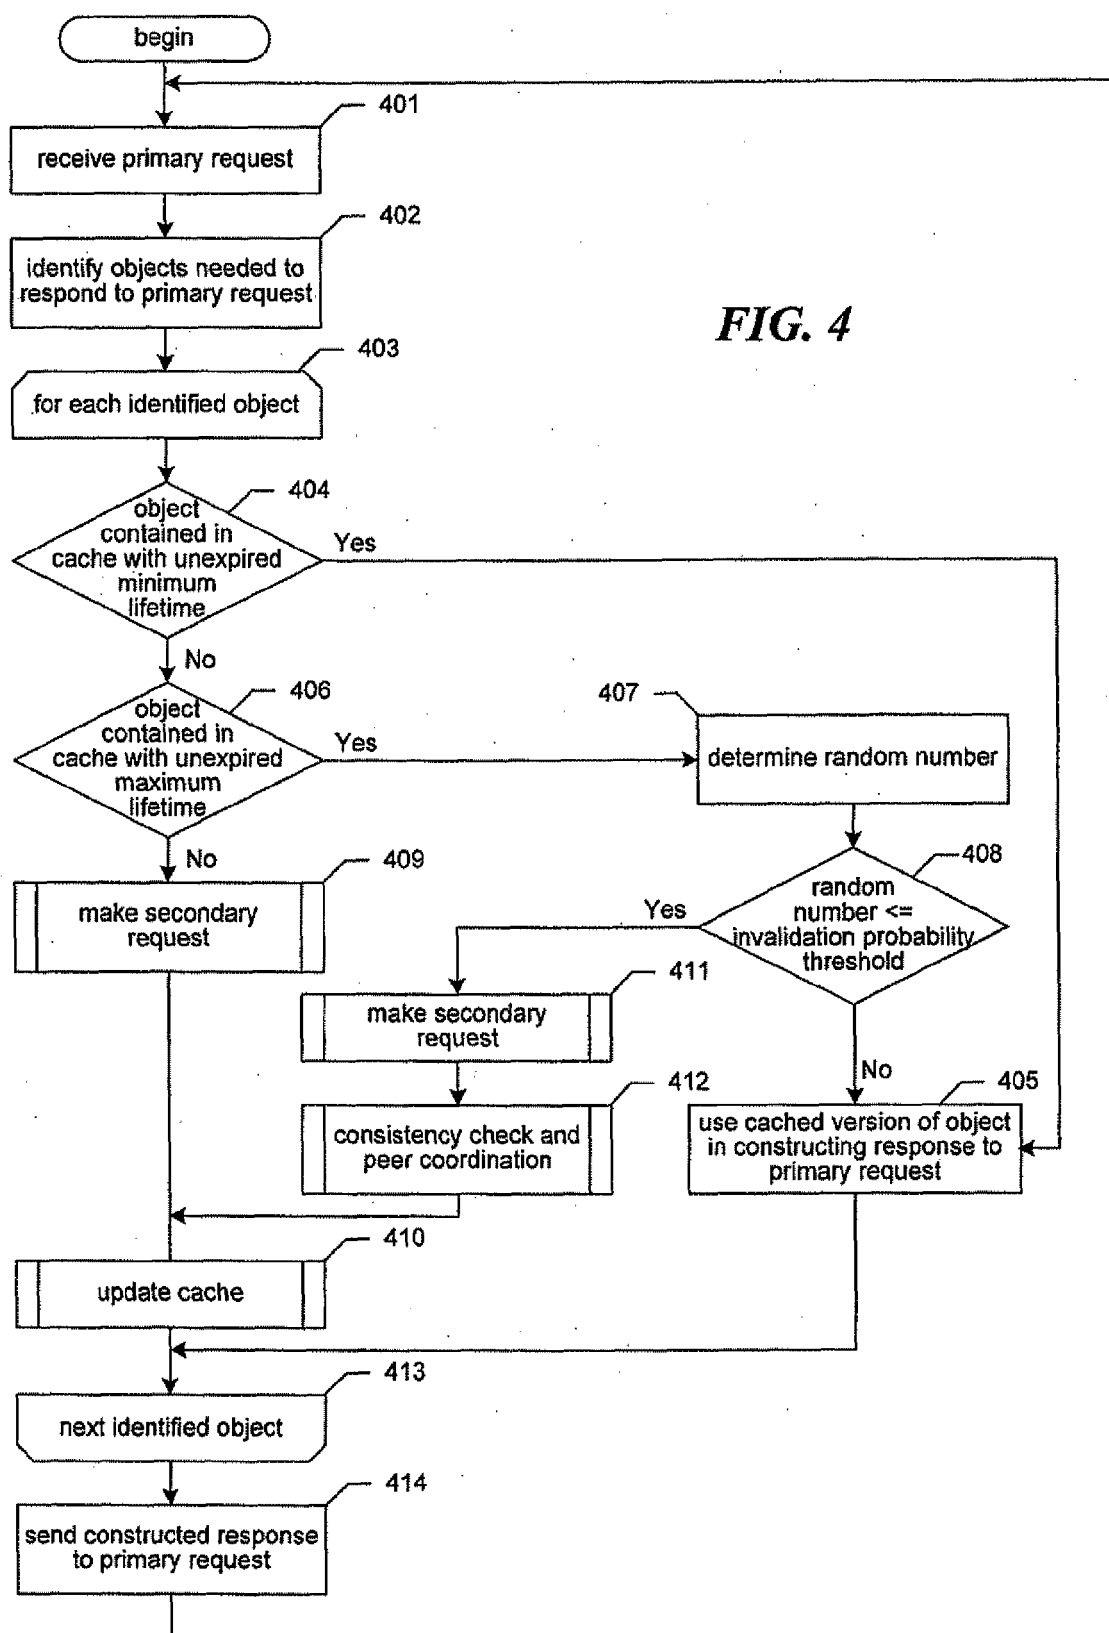 begin
401
receive primary request
402
identify objects needed to
respond to primary request
FIG. 4
403
for each identified object
404
object
contained in
cache with unexpired
minimum
lifetime
Yes
No
406
object
contained in
cache with unexpired
maximum
lifetime
Yes
407
determine random number
No
409
make secondary
request
408
random
number <=
invalidation probability
threshold
Yes
411
make secondary
request
No
412
consistency check and
peer coordination
405
use cached version of object
in constructing response to
primary request
410
update cache
413
next identified object
414
send constructed response
to primary request